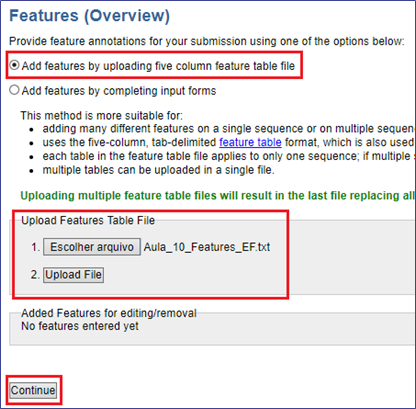 Features (Overview)
Provide feature annotations for your submission using one of the options below:
Add features by uploading five column feature table file
Add features by completing input forms
This method is more suitable for:
adding many different features on a single sequence or on multiple sequen
uses the five-column, tab-delimited feature table format, which is also used
each table in the feature table file applies to only one sequence; if multiple s
multiple tables can be uploaded in a single file.
Uploading multiple feature table files will result in the last file replacing all
Upload Features Table File
1. Escolher arquivo Aula_10_Features_EF.txt
2. Upload File
Added Features for editing/removal
No features entered yet
Continue